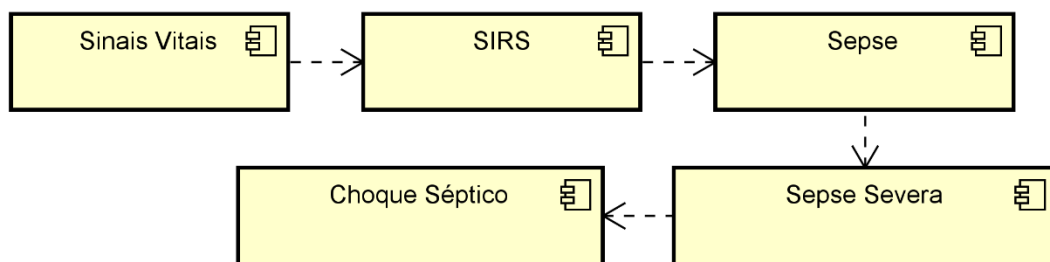 Sinais Vitais
SIRS
Sepse
Choque Séptico
Sepse Severa